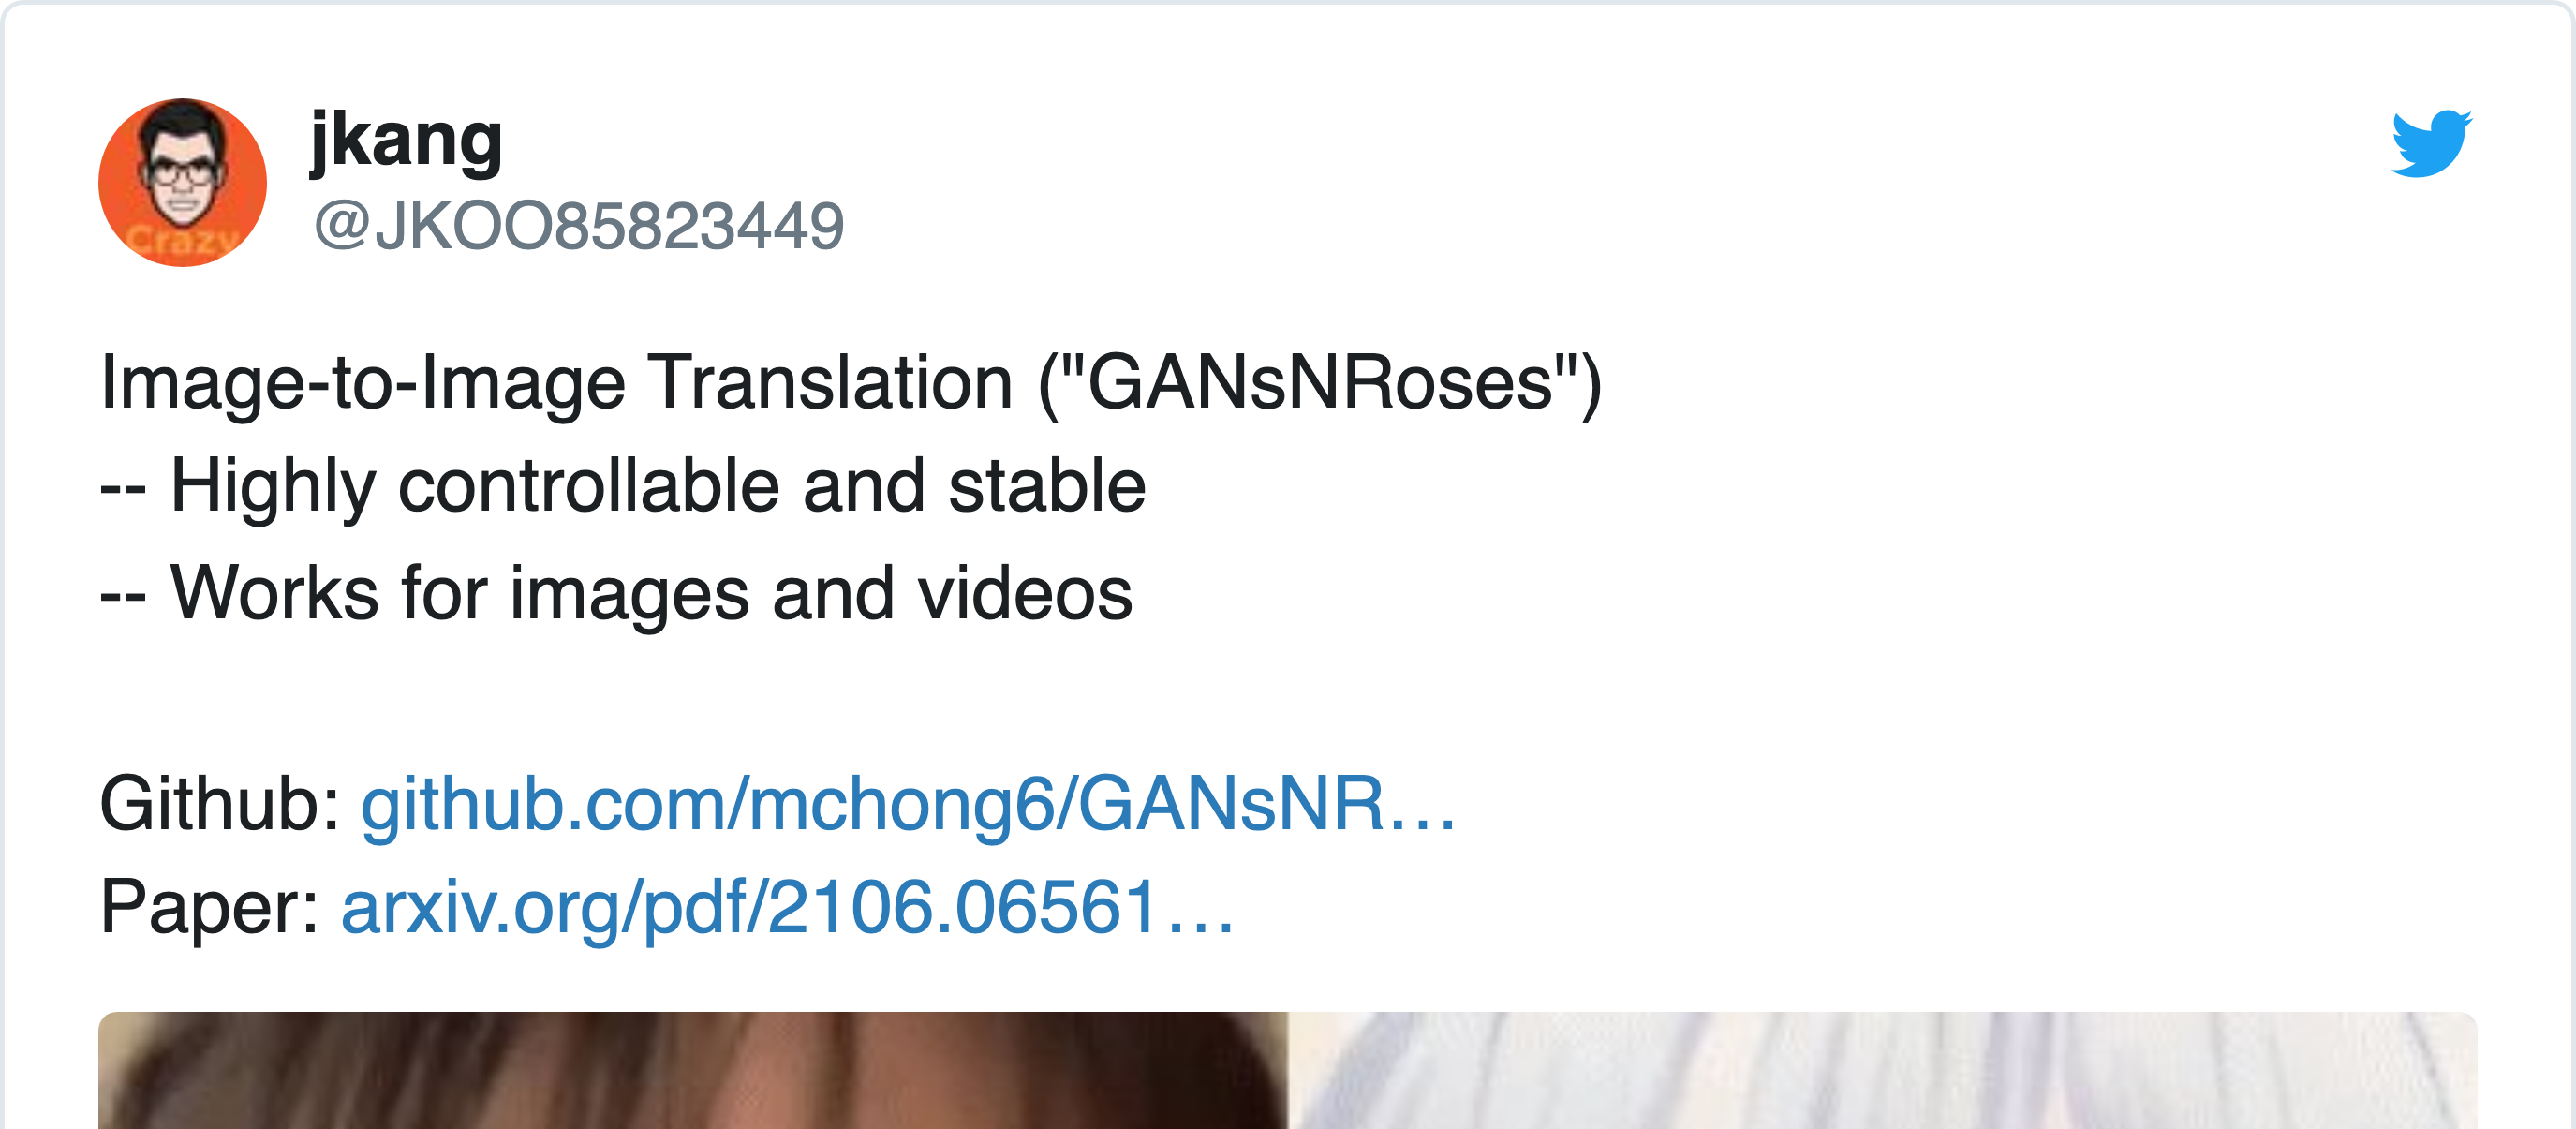 jkang
@JKOO85823449
Crazy
Image-to-Image Translation ("GANsNRoses")
-- Highly controllable and stable
-- Works for images and videos
Github: github.com/mchong6/GANsNR…
Paper: arxiv.org/pdf/2106.06561…